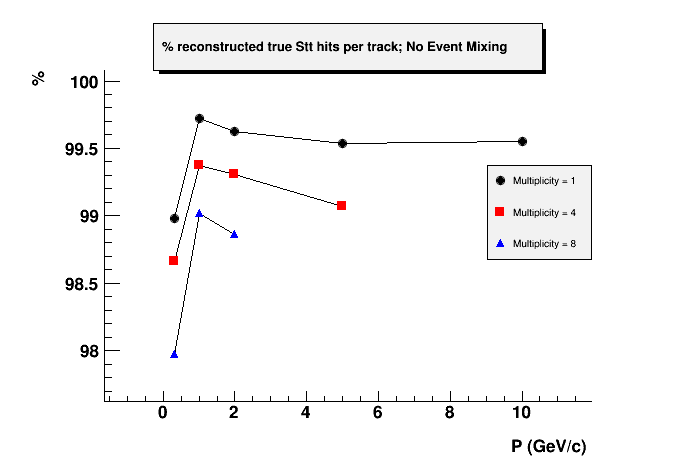 % reconstructed true Stt hits per track; No Event Mixing
%
100
99.5
99
98.5
98
Multiplicity = 1
Multiplicity = 4
Multiplicity = 8
0 2 4 6 8 10
P (GeV/c)